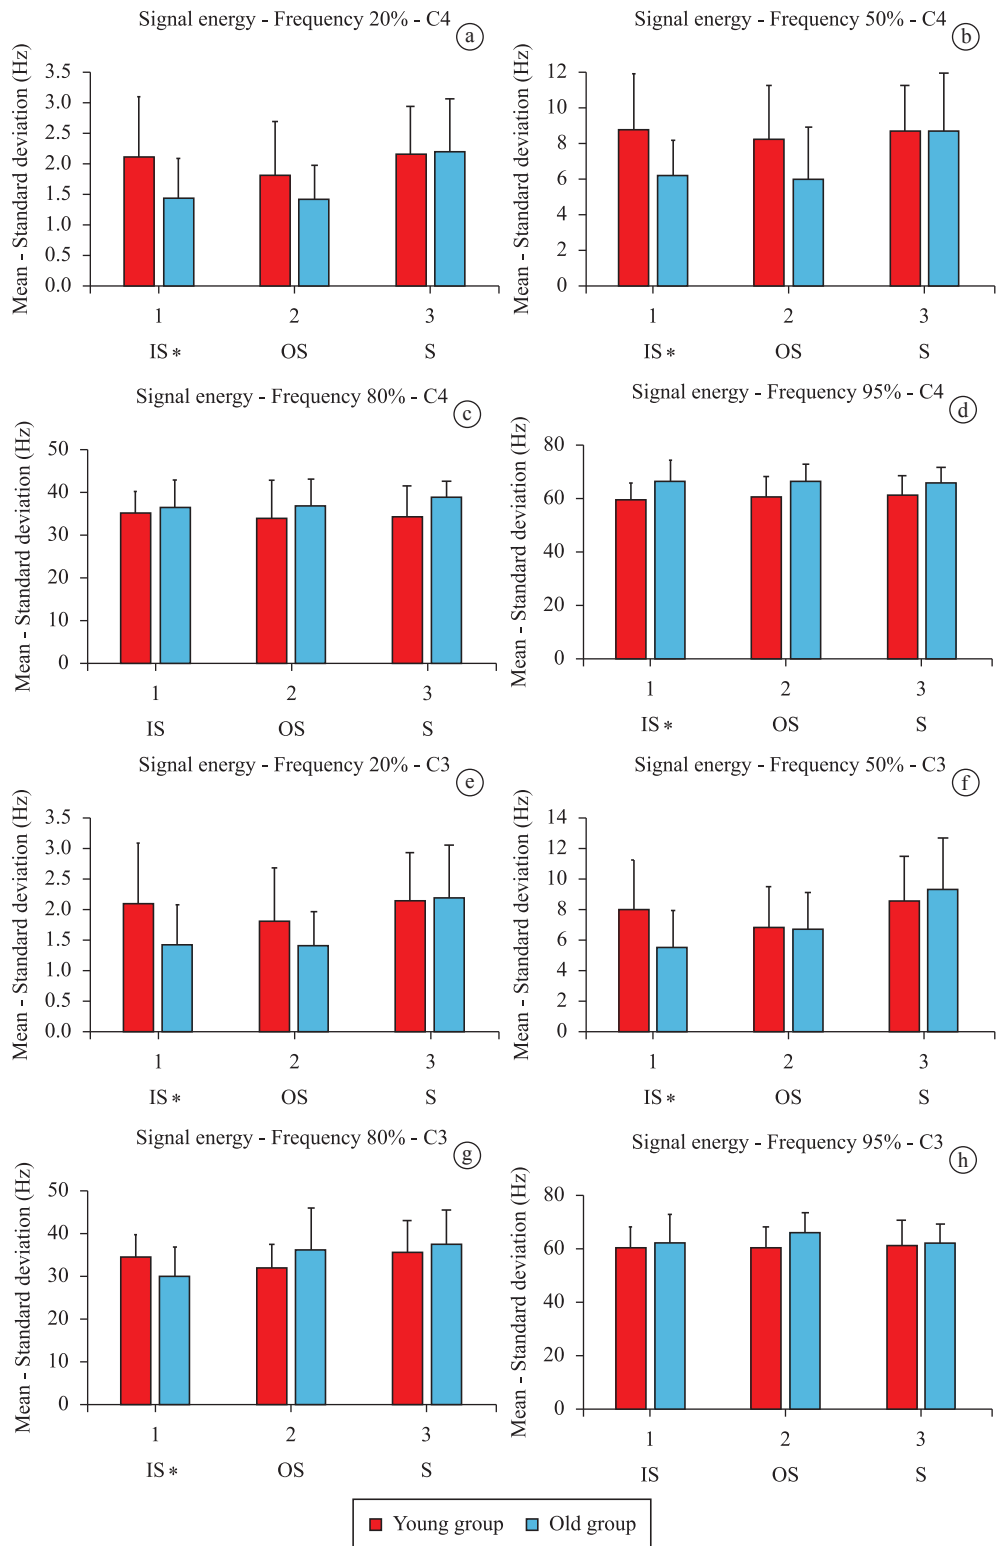 Signal energy - Frequency 20% - C4
a
Mean - Standard deviation (Hz)
3.5
3.0
2.5
2.0
1.5
1.0
0.5
0.0
1 2 3
IS * OS S
Signal energy - Frequency 50% - C4
b
Mean - Standard deviation (Hz)
12
10
8
6
4
2
0
1 2 3
IS * OS S
Signal energy - Frequency 80% - C4
c
Mean - Standard deviation (Hz)
50
40
30
20
10
0
1 2 3
IS OS S
Signal energy - Frequency 95% - C4
d
Mean - Standard deviation (Hz)
80
60
40
20
0
1 2 3
IS * OS S
Signal energy - Frequency 20% - C3
e
Mean - Standard deviation (Hz)
3.5
3.0
2.5
2.0
1.5
1.0
0.5
0.0
1 2 3
IS * OS S
Signal energy - Frequency 50% - C3
f
Mean - Standard deviation (Hz)
14
12
10
8
6
4
2
0
1 2 3
IS * OS S
Signal energy - Frequency 80% - C3
g
Mean - Standard deviation (Hz)
50
40
30
20
10
0
1 2 3
IS * OS S
Signal energy - Frequency 95% - C3
h
Mean - Standard deviation (Hz)
80
60
40
20
0
1 2 3
IS OS S
Young group Old group